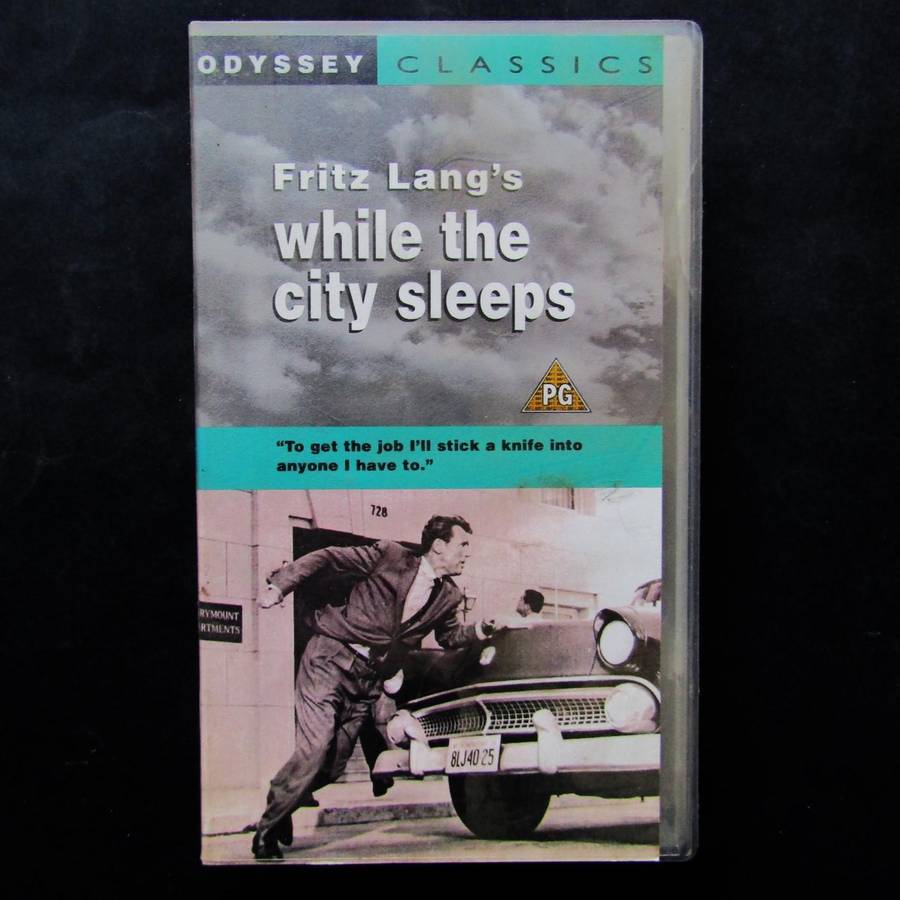 ODYSSEY CLASSICS
Fritz Lang's
while the
city sleeps
PG
“To get the job I'll stick a knife into
anyone I have to.”
728
RYMOUNT
RTMENTS
8LJ40 25